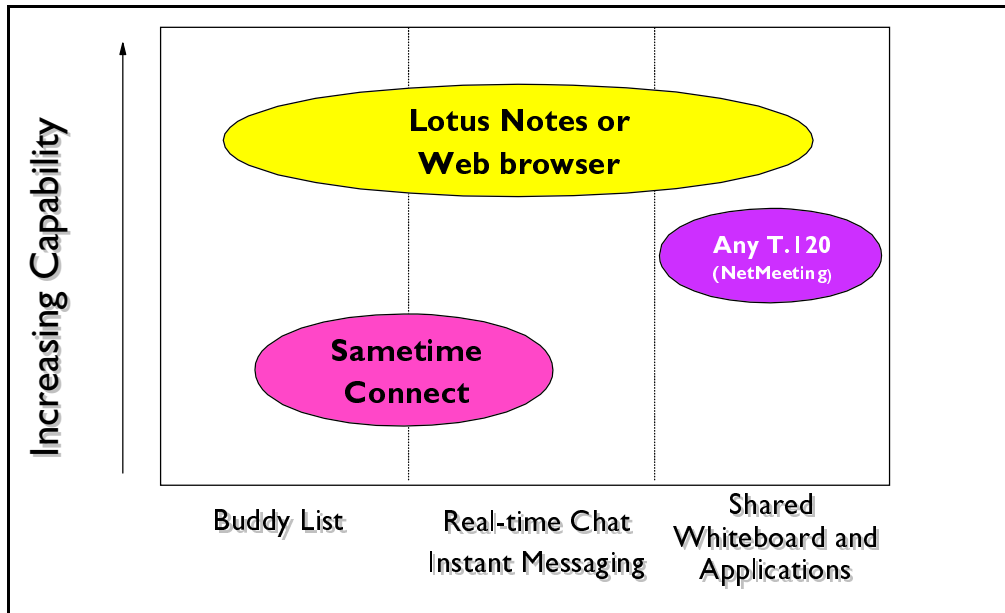 Increasing Capability
Lotus Notes or
Web browser
Any T.120
(NetMeeting)
Sametime
Connect
Buddy List
Real-time Chat
Instant Messaging
Shared
Whiteboard and
Applications